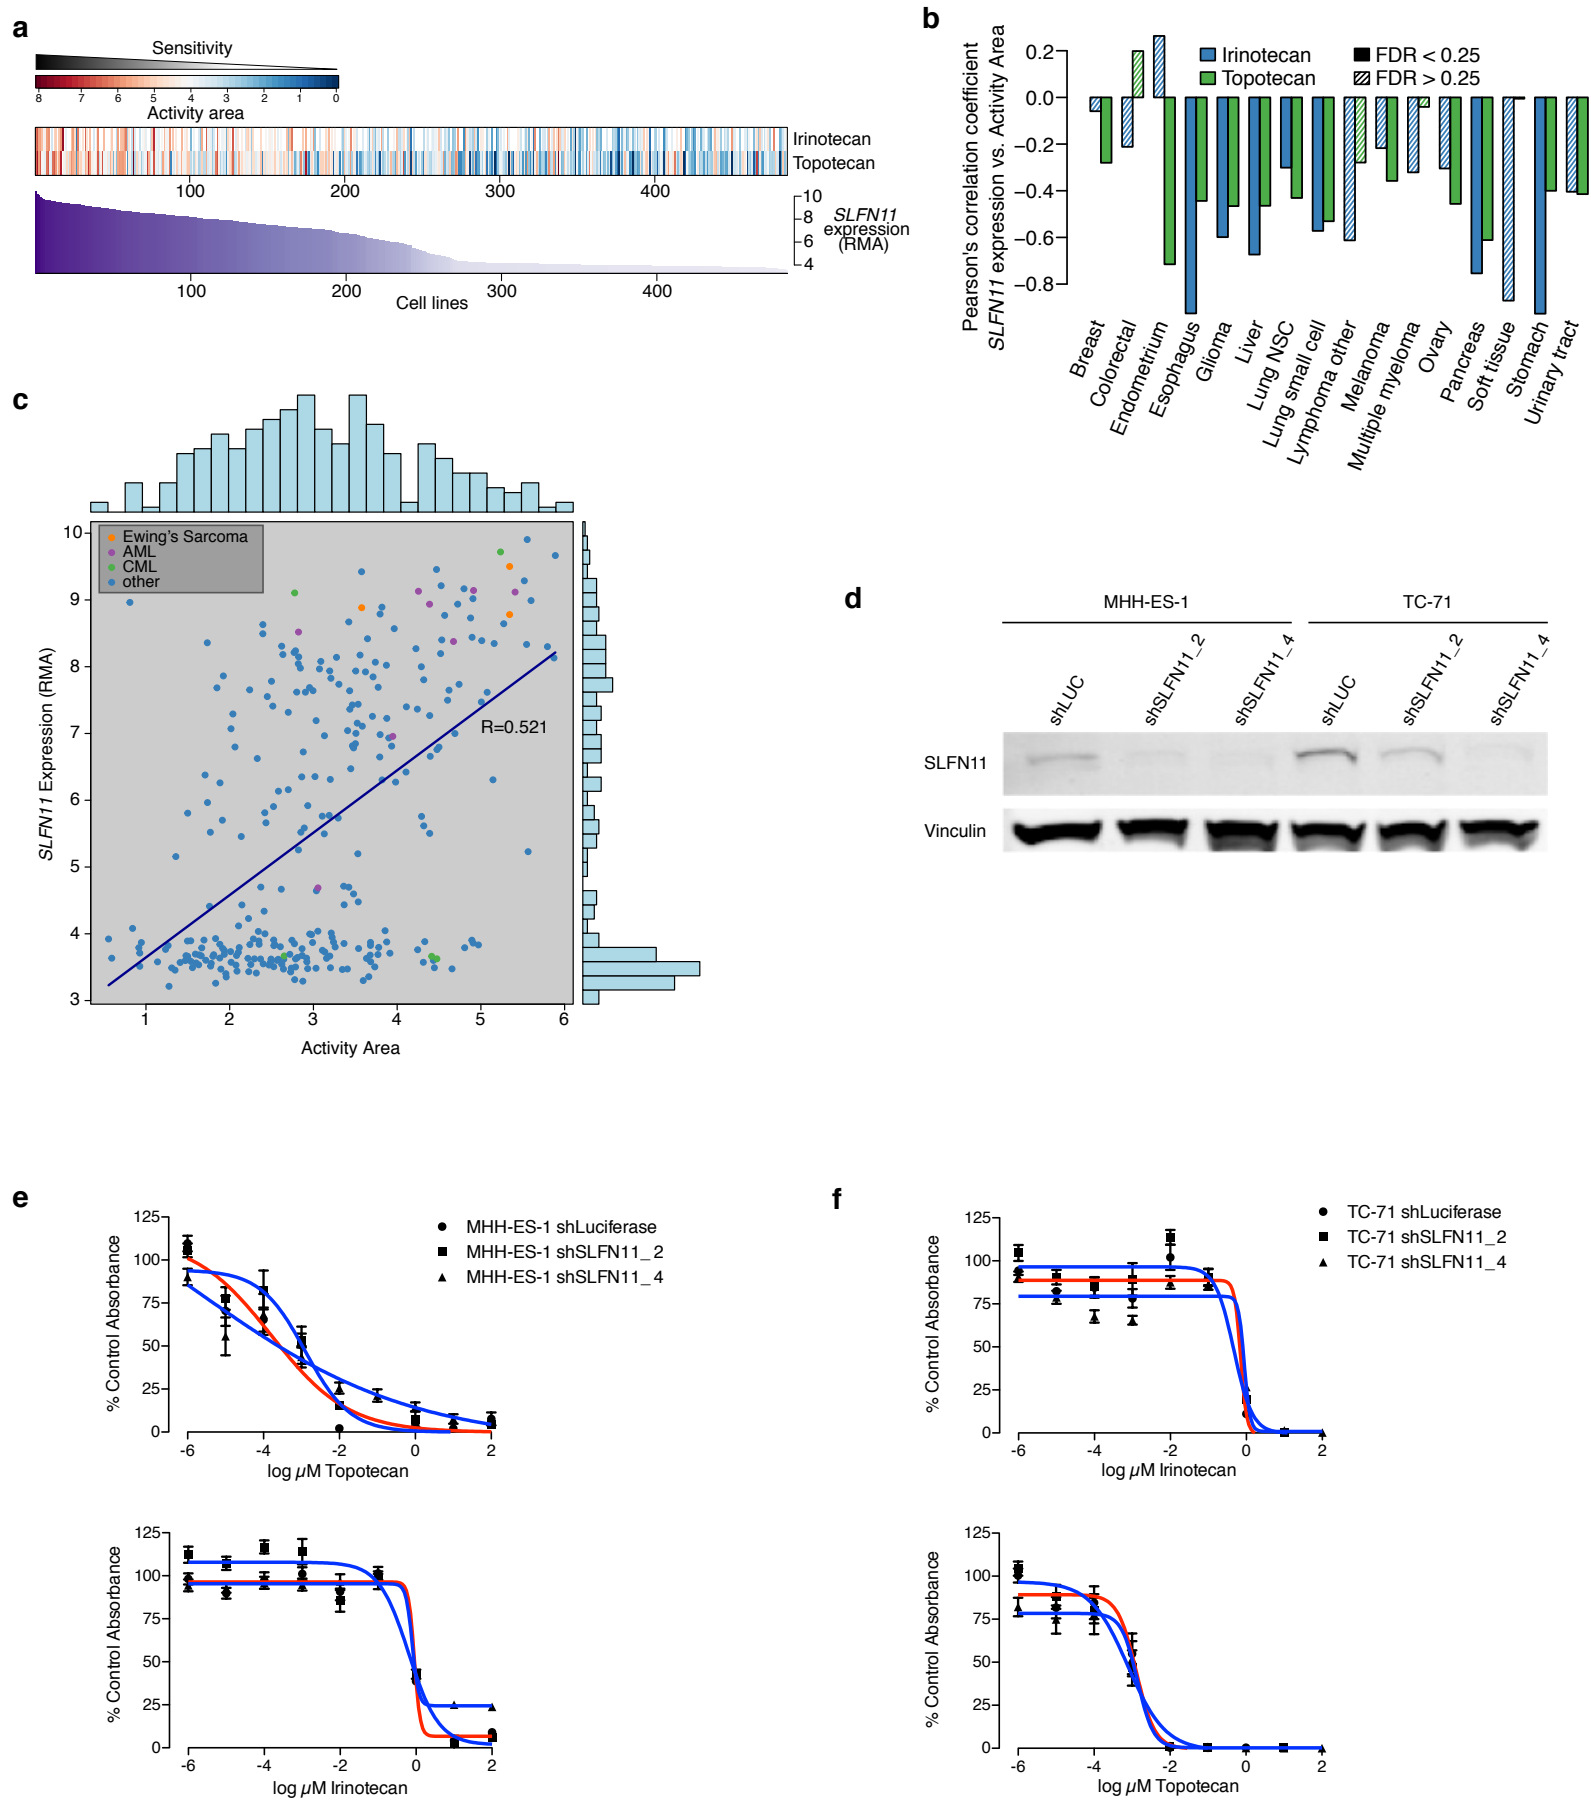 a
Sensitivity
8 7 6 5 4 3 2 1 0
Activity area
Irinotecan
Topotecan
100 200 300 400
10
8
6
4
SLFN11
expression
(RMA)
100 200 300 400
Cell lines
b
Pearson's correlation coefficient
SLFN11 expression vs. Activity Area
0.2
0.0
−0.2
−0.4
−0.6
−0.8
Irinotecan
Topotecan
FDR < 0.25
FDR > 0.25
Breast
Colorectal
Endometrium
Esophagus
Glioma
Liver
Lung NSC
Lung small cell
Lymphoma other
Melanoma
Multiple myeloma
Ovary
Pancreas
Soft tissue
Stomach
Urinary tract
c
Ewing's Sarcoma
AML
CML
other
SLFN11 Expression (RMA)
10
9
8
7
6
5
4
3
R=0.521
1 2 3 4 5 6
Activity Area
d
MHH-ES-1 TC-71
shLUC
shSLFN11_2
shSLFN11_4
shLUC
shSLFN11_2
shSLFN11_4
SLFN11
Vinculin
e
% Control Absorbance
125
100
75
50
25
0
-6 -4 -2 0 2
log µM Topotecan
MHH-ES-1 shLuciferase
MHH-ES-1 shSLFN11_2
MHH-ES-1 shSLFN11_4
% Control Absorbance
125
100
75
50
25
0
-6 -4 -2 0 2
log µM Irinotecan
f
% Control Absorbance
125
100
75
50
25
0
-6 -4 -2 0 2
log µM Irinotecan
TC-71 shLuciferase
TC-71 shSLFN11_2
TC-71 shSLFN11_4
% Control Absorbance
125
100
75
50
25
0
-6 -4 -2 0 2
log µM Topotecan